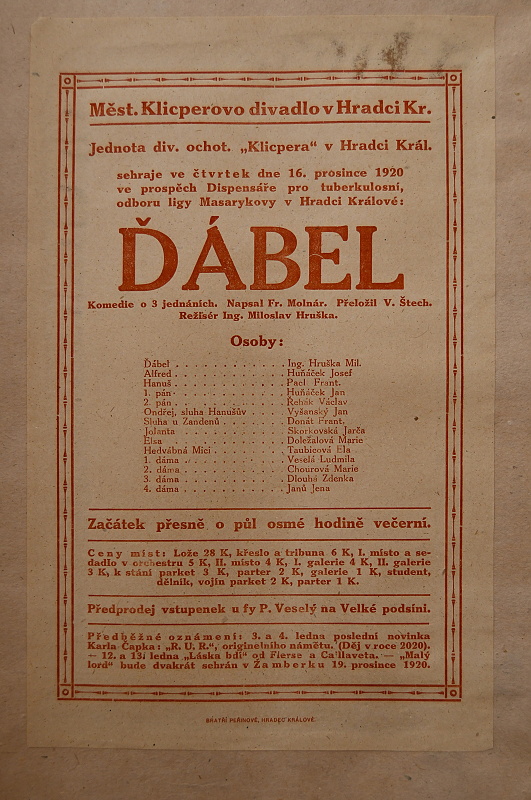 Měst. Klicperovo divadlo v Hradci Kr.
Jednota div. ochot. „Klicpera" v Hradci Král.
sehraje ve čtvrtek dne 16. prosince 1920
ve prospěch Dispensáře pro tuberkulosní,
odboru ligy Masarykovy v Hradci Králové:
ĎÁBEL
Komedie o 3 jednáních. Napsal Fr. Molnár. Přeložil V. Štech.
Režisér Ing. Miloslav Hruška.
Osoby:
Ďábel . . . . . . . . . . . . Ing. Hruška Mil.
Alfred . . . . . . . . . . . . Huňáček Josef
Hanuš . . . . . . . . . . . . Pacl Frant.
1. pán . . . . . . . . . . . . Huňáček Jan
2. pán . . . . . . . . . . . . Řehák Václav
Ondřej, sluha Hanušův . . . . Vyšanský Jan
Sluha u Zandenů . . . . . . . Donát Frant.
Jolanta . . . . . . . . . . . Skorkovská Jarča
Elsa . . . . . . . . . . . . Doležalová Marie
Hedvábná Mici . . . . . . . . Taubicová Ela
1. dáma . . . . . . . . . . . Veselá Ludmila
2. dáma . . . . . . . . . . . Chourová Marie
3. dáma . . . . . . . . . . . Dlouhá Zdenka
4. dáma . . . . . . . . . . . Janů Jena
Začátek přesně o půl osmé hodině večerní.
Ceny míst: Lože 28 K, křeslo a tribuna 6 K, I. místo a se-
dadlo v orchestru 5 K, II. místo 4 K, I. galerie 4 K, II. galerie
3 K, k stání parket 3 K, parter 2 K, galerie 1 K, student,
dělník, vojín parket 2 K, parter 1 K.
Předprodej vstupenek u fy P. Veselý na Velké podsíni.
Předběžné oznámení: 3. a 4. ledna poslední novinka
Karla Čapka: „R. U. R.", originelního námětu. (Děj v roce 2020).
— 12. a 13. ledna „Láska bdí" od Flerse a Caillaveta. — „Malý
lord" bude dvakrát sehrán v Žamberku 19. prosince 1920.
BRATŘÍ PEŘINOVÉ, HRADEC KRÁLOVÉ.